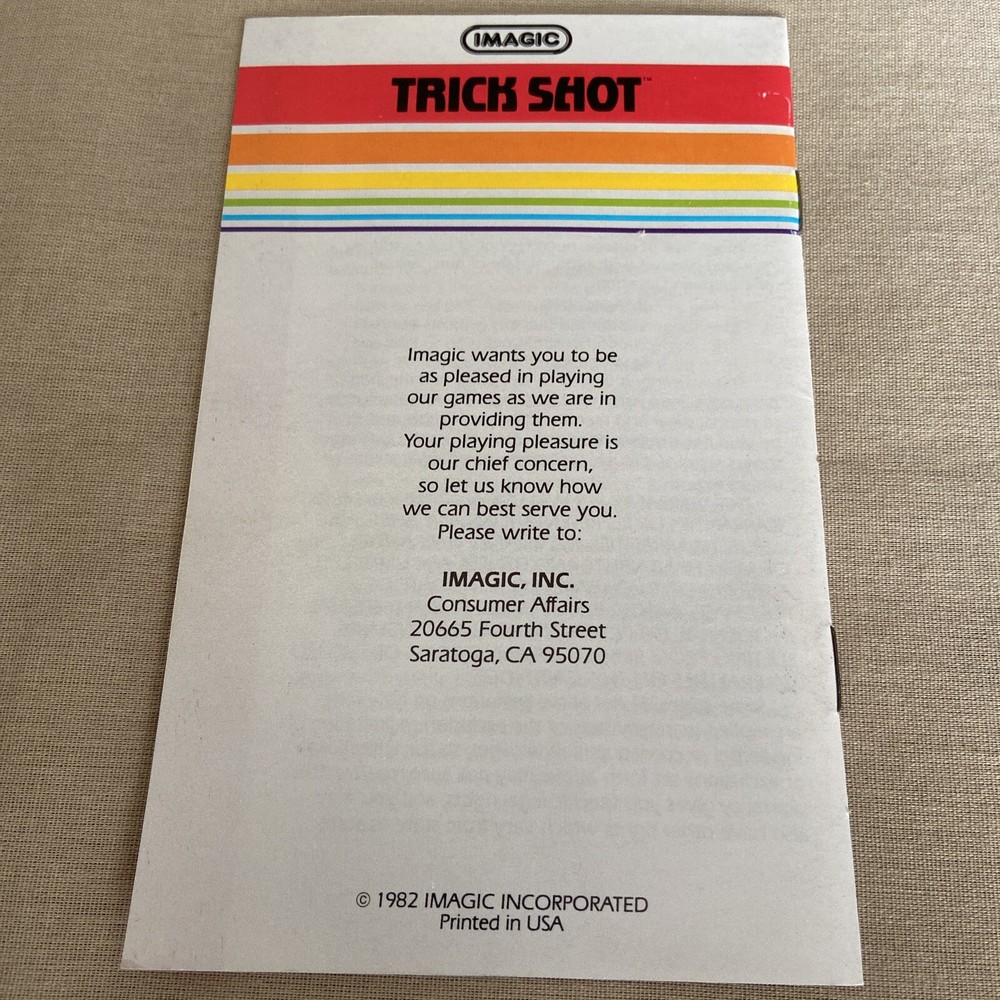 IMAGIC
TRICK SHOT™
Imagic wants you to be
as pleased in playing
our games as we are in
providing them.
Your playing pleasure is
our chief concern,
so let us know how
we can best serve you.
Please write to:
IMAGIC, INC.
Consumer Affairs
20665 Fourth Street
Saratoga, CA 95070
© 1982 IMAGIC INCORPORATED
Printed in USA